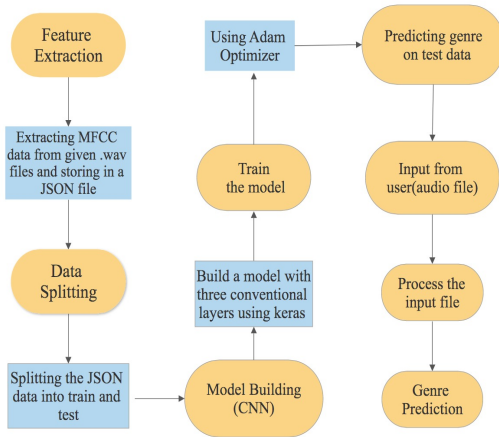 Feature
Extraction
Extracting MFCC
data from given .wav
files and storing in a
JSON file
Data
Splitting
Splitting the JSON
data into train and
test
Model Building
(CNN)
Build a model with
three conventional
layers using keras
Train
the model
Using Adam
Optimizer
Predicting genre
on test data
Input from
user(audio file)
Process the
input file
Genre
Prediction